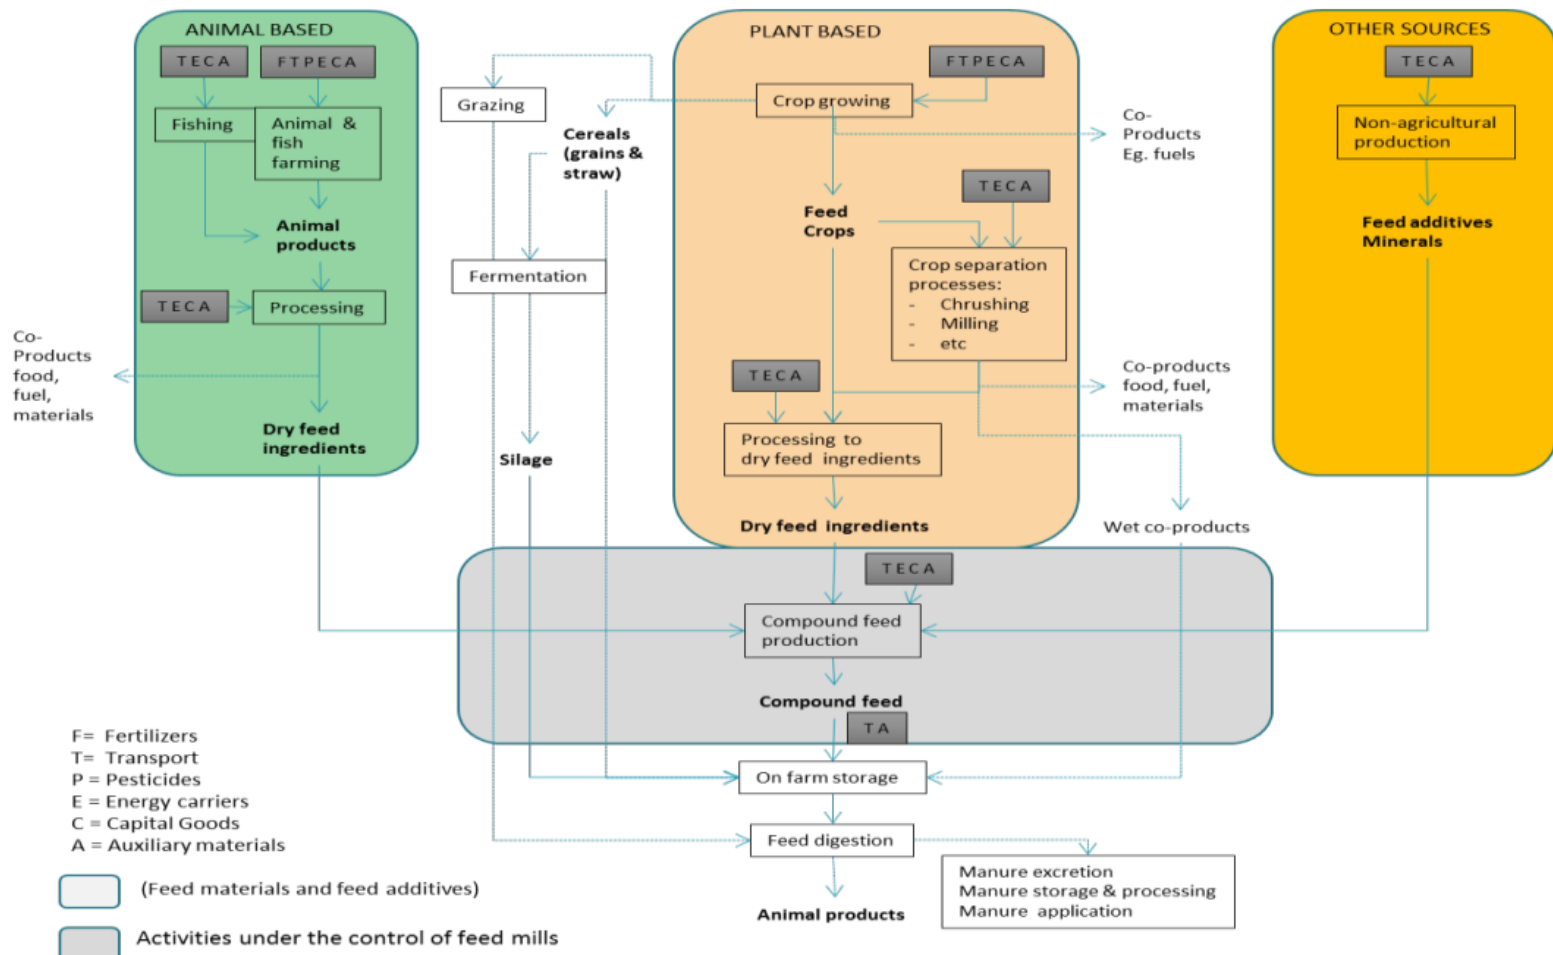 ANIMAL BASED
TECA
FTPECA
Fishing
Animal &
fish
farming
Animal
products
TECA
Processing
Co-
Products
food,
fuel,
materials
Dry feed
ingredients
Grazing
Cereals
(grains &
straw)
Fermentation
Silage
PLANT BASED
FTPECA
Crop growing
Co-
Products
Eg. fuels
TECA
Feed
Crops
Crop separation
processes:
- Chrushing
- Milling
- etc
TECA
Co-products
food, fuel,
materials
Processing to
dry feed ingredients
Dry feed ingredients
Wet co-products
OTHER SOURCES
TECA
Non-agricultural
production
Feed additives
Minerals
TECA
Compound feed
production
Compound feed
TA
On farm storage
Feed digestion
Manure excretion
Manure storage & processing
Manure application
Animal products
F= Fertilizers
T= Transport
P = Pesticides
E = Energy carriers
C = Capital Goods
A = Auxiliary materials
(Feed materials and feed additives)
Activities under the control of feed mills